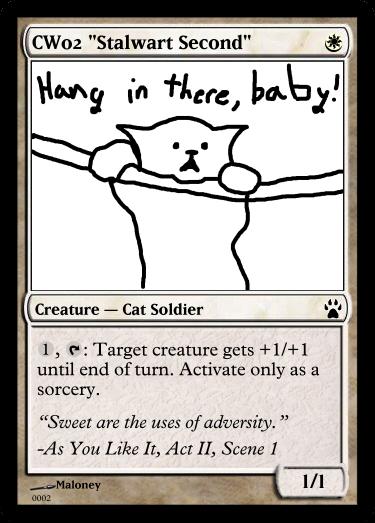 CW02 "Stalwart Second"
Hang in there, baby!
Creature — Cat Soldier
1, : Target creature gets +1/+1
until end of turn. Activate only as a
sorcery.
“Sweet are the uses of adversity.”
-As You Like It, Act II, Scene 1
1/1
Maloney
0002